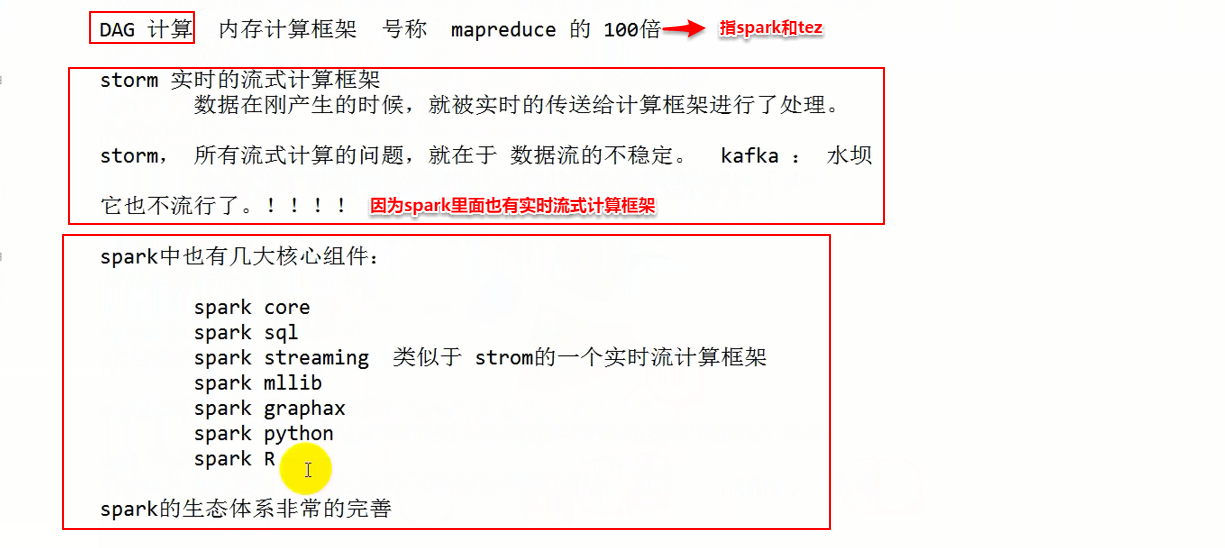 DAG 计算 内存计算框架 号称 mapreduce 的 100倍 指spark和tez
storm 实时的流式计算框架
数据在刚产生的时候，就被实时的传送给计算框架进行了处理。
storm， 所有流式计算的问题，就在于 数据流的不稳定。 kafka ： 水坝
它也不流行了。！！！！ 因为spark里面也有实时流式计算框架
spark中也有几大核心组件：
spark core
spark sql
spark streaming 类似于 strom的一个实时流计算框架
spark mllib
spark graphax
spark python
spark R
spark的生态体系非常的完善